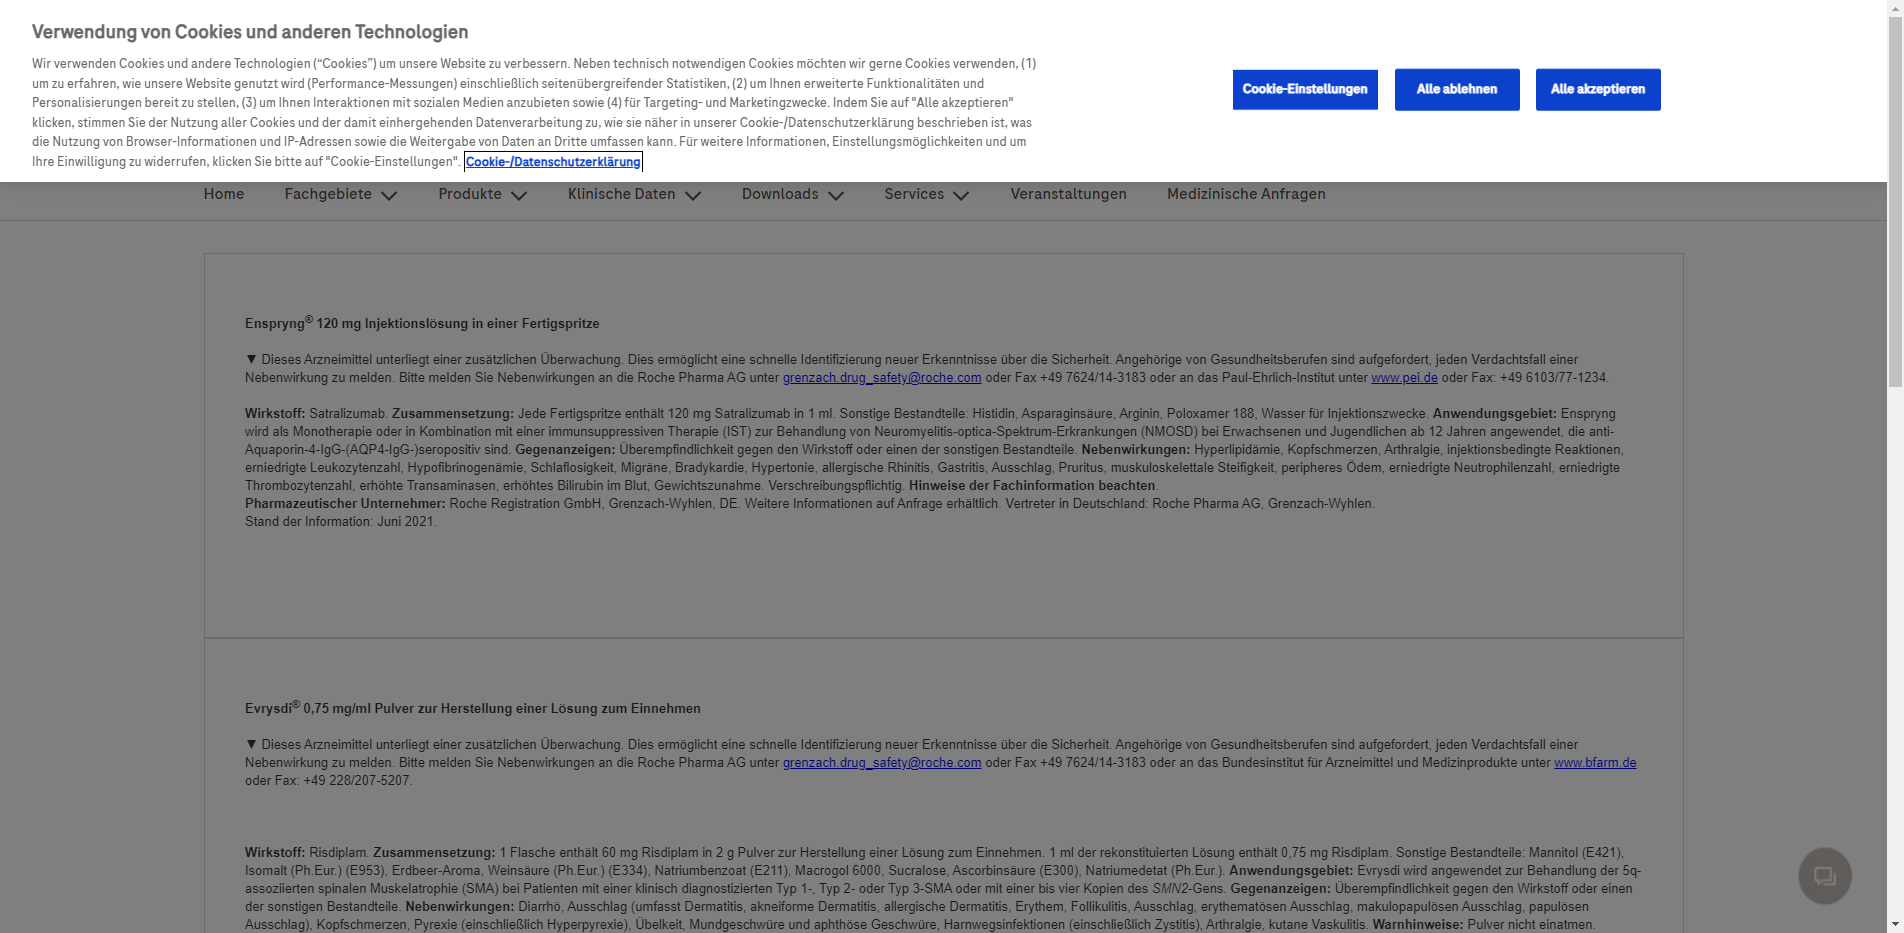 Verwendung von Cookies und anderen Technologien
Wir verwenden Cookies und andere Technologien (“Cookies”) um unsere Website zu verbessern. Neben technisch notwendigen Cookies möchten wir gerne Cookies verwenden, (1)
um zu erfahren, wie unsere Website genutzt wird (Performance-Messungen) einschließlich seitenübergreifender Statistiken, (2) um Ihnen erweiterte Funktionalitäten und
Personalisierungen bereit zu stellen, (3) um Ihnen Interaktionen mit sozialen Medien anzubieten sowie (4) für Targeting- und Marketingzwecke. Indem Sie auf "Alle akzeptieren"
klicken, stimmen Sie der Nutzung aller Cookies und der damit einhergehenden Datenverarbeitung zu, wie sie näher in unserer Cookie-/Datenschutzerklärung beschrieben ist, was
die Nutzung von Browser-Informationen und IP-Adressen sowie die Weitergabe von Daten an Dritte umfassen kann. Für weitere Informationen, Einstellungsmöglichkeiten und um
Ihre Einwilligung zu widerrufen, klicken Sie bitte auf "Cookie-Einstellungen". Cookie-/Datenschutzerklärung
Cookie-Einstellungen
Alle ablehnen
Alle akzeptieren
Home Fachgebiete Produkte Klinische Daten Downloads Services Veranstaltungen Medizinische Anfragen
Enspryng® 120 mg Injektionslösung in einer Fertigspritze
▼ Dieses Arzneimittel unterliegt einer zusätzlichen Überwachung. Dies ermöglicht eine schnelle Identifizierung neuer Erkenntnisse über die Sicherheit. Angehörige von Gesundheitsberufen sind aufgefordert, jeden Verdachtsfall einer
Nebenwirkung zu melden. Bitte melden Sie Nebenwirkungen an die Roche Pharma AG unter grenzach.drug_safety@roche.com oder Fax +49 7624/14-3183 oder an das Paul-Ehrlich-Institut unter www.pei.de oder Fax: +49 6103/77-1234.
Wirkstoff: Satralizumab. Zusammensetzung: Jede Fertigspritze enthält 120 mg Satralizumab in 1 ml. Sonstige Bestandteile: Histidin, Asparaginsäure, Arginin, Poloxamer 188, Wasser für Injektionszwecke. Anwendungsgebiet: Enspryng
wird als Monotherapie oder in Kombination mit einer immunsuppressiven Therapie (IST) zur Behandlung von Neuromyelitis-optica-Spektrum-Erkrankungen (NMOSD) bei Erwachsenen und Jugendlichen ab 12 Jahren angewendet, die anti-
Aquaporin-4-IgG-(AQP4-IgG-)seropositiv sind. Gegenanzeigen: Überempfindlichkeit gegen den Wirkstoff oder einen der sonstigen Bestandteile. Nebenwirkungen: Hyperlipidämie, Kopfschmerzen, Arthralgie, injektionsbedingte Reaktionen,
erniedrigte Leukozytenzahl, Hypofibrinogenämie, Schlaflosigkeit, Migräne, Bradykardie, Hypertonie, allergische Rhinitis, Gastritis, Ausschlag, Pruritus, muskuloskelettale Steifigkeit, peripheres Ödem, erniedrigte Neutrophilenzahl, erniedrigte
Thrombozytenzahl, erhöhte Transaminasen, erhöhtes Bilirubin im Blut, Gewichtszunahme. Verschreibungspflichtig. Hinweise der Fachinformation beachten.
Pharmazeutischer Unternehmer: Roche Registration GmbH, Grenzach-Wyhlen, DE. Weitere Informationen auf Anfrage erhältlich. Vertreter in Deutschland: Roche Pharma AG, Grenzach-Wyhlen.
Stand der Information: Juni 2021.
Evrysdi® 0,75 mg/ml Pulver zur Herstellung einer Lösung zum Einnehmen
▼ Dieses Arzneimittel unterliegt einer zusätzlichen Überwachung. Dies ermöglicht eine schnelle Identifizierung neuer Erkenntnisse über die Sicherheit. Angehörige von Gesundheitsberufen sind aufgefordert, jeden Verdachtsfall einer
Nebenwirkung zu melden. Bitte melden Sie Nebenwirkungen an die Roche Pharma AG unter grenzach.drug_safety@roche.com oder Fax +49 7624/14-3183 oder an das Bundesinstitut für Arzneimittel und Medizinprodukte unter www.bfarm.de
oder Fax: +49 228/207-5207.
Wirkstoff: Risdiplam. Zusammensetzung: 1 Flasche enthält 60 mg Risdiplam in 2 g Pulver zur Herstellung einer Lösung zum Einnehmen. 1 ml der rekonstituierten Lösung enthält 0,75 mg Risdiplam. Sonstige Bestandteile: Mannitol (E421),
Isomalt (Ph.Eur.) (E953), Erdbeer-Aroma, Weinsäure (Ph.Eur.) (E334), Natriumbenzoat (E211), Macrogol 6000, Sucralose, Ascorbinsäure (E300), Natriumedetat (Ph.Eur.). Anwendungsgebiet: Evrysdi wird angewendet zur Behandlung der 5q-
assoziierten spinalen Muskelatrophie (SMA) bei Patienten mit einer klinisch diagnostizierten Typ 1-, Typ 2- oder Typ 3-SMA oder mit einer bis vier Kopien des SMN2-Gens. Gegenanzeigen: Überempfindlichkeit gegen den Wirkstoff oder einen
der sonstigen Bestandteile. Nebenwirkungen: Diarrhö, Ausschlag (umfasst Dermatitis, akneiforme Dermatitis, allergische Dermatitis, Erythem, Follikulitis, Ausschlag, erythematösen Ausschlag, makulopapulösen Ausschlag, papulösen
Ausschlag), Kopfschmerzen, Pyrexie (einschließlich Hyperpyrexie), Übelkeit, Mundgeschwüre und aphthöse Geschwüre, Harnwegsinfektionen (einschließlich Zystitis), Arthralgie, kutane Vaskulitis. Warnhinweise: Pulver nicht einatmen.